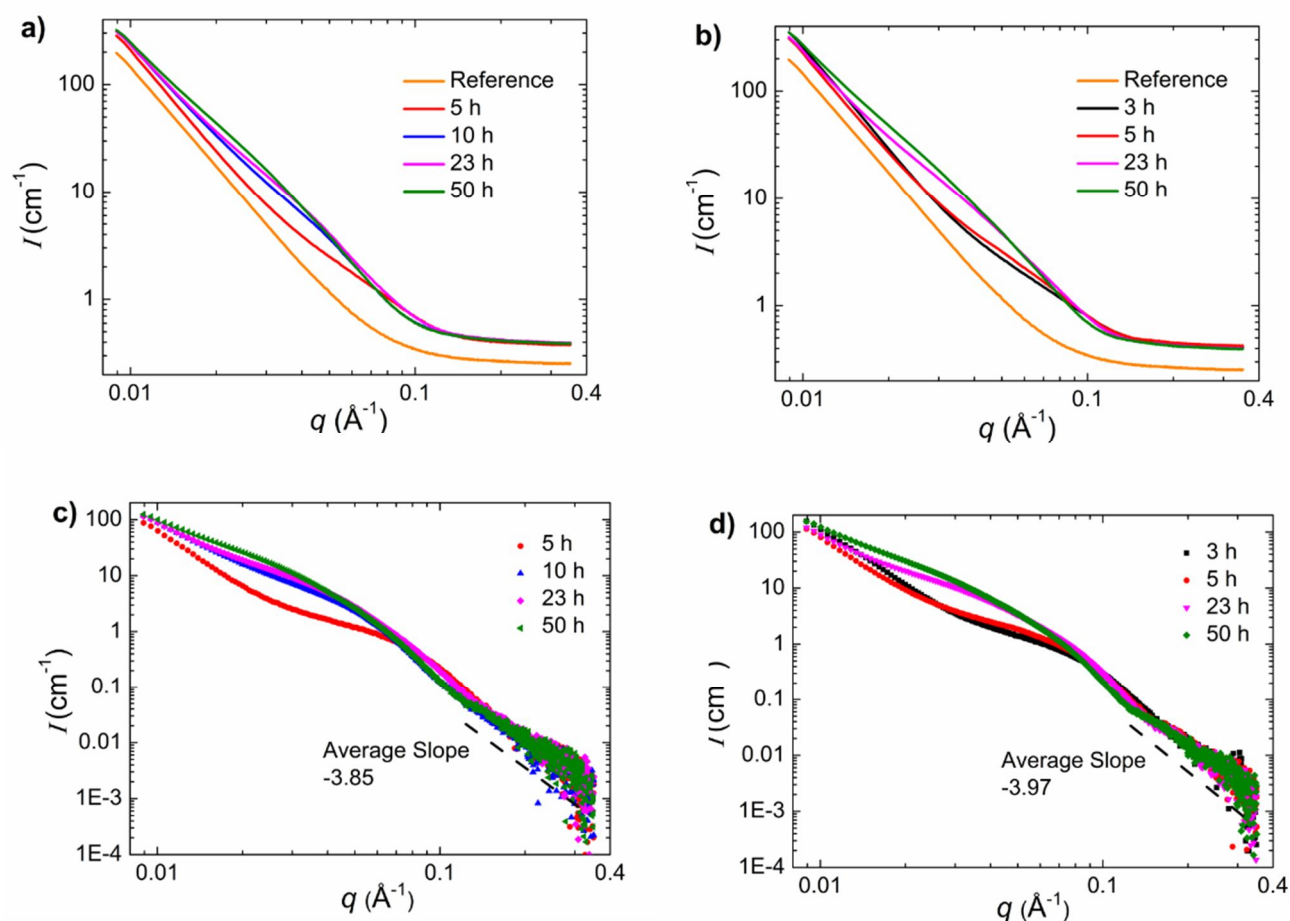 a)
100
10
1
I (cm⁻¹)
Reference
5 h
10 h
23 h
50 h
0.01
0.1
0.4
q (Å⁻¹)
b)
100
10
1
I (cm⁻¹)
Reference
3 h
5 h
23 h
50 h
0.01
0.1
0.4
q (Å⁻¹)
c)
100
10
1
0.1
0.01
1E-3
1E-4
I (cm⁻¹)
5 h
10 h
23 h
50 h
Average Slope
-3.85
0.01
0.1
0.4
q (Å⁻¹)
d)
100
10
1
0.1
0.01
1E-3
1E-4
I (cm
)
3 h
5 h
23 h
50 h
Average Slope
-3.97
0.01
0.1
0.4
q (Å⁻¹)